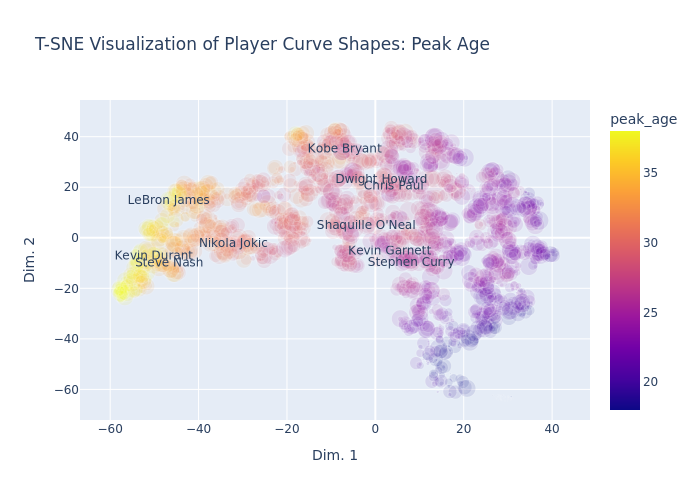 T-SNE Visualization of Player Curve Shapes: Peak Age
peak_age
40
20
0
−20
−40
−60
Dim. 2
Kobe Bryant
Dwight Howard
Chris Paul
LeBron James
Shaquille O'Neal
Nikola Jokic
Kevin Garnett
Kevin Durant
Steve Nash
Stephen Curry
35
30
25
20
−60
−40
−20
0
20
40
Dim. 1